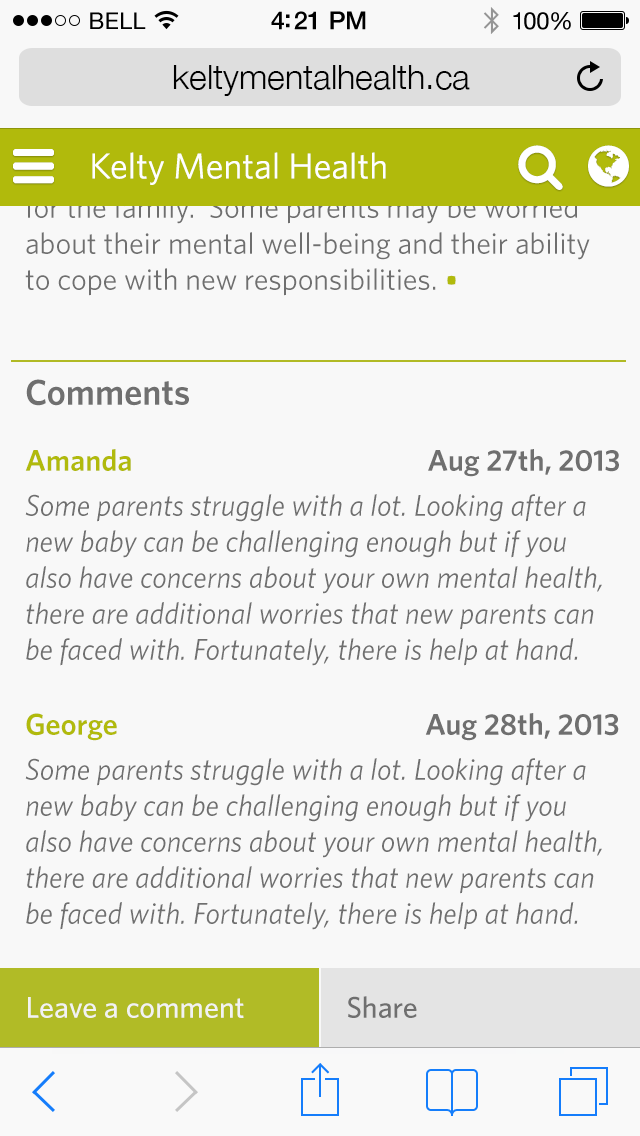 BELL 4:21 PM 100%
keltymentalhealth.ca
Kelty Mental Health
for the family. Some parents may be worried
about their mental well-being and their ability
to cope with new responsibilities.
Comments
Amanda Aug 27th, 2013
Some parents struggle with a lot. Looking after a
new baby can be challenging enough but if you
also have concerns about your own mental health,
there are additional worries that new parents can
be faced with. Fortunately, there is help at hand.
George Aug 28th, 2013
Some parents struggle with a lot. Looking after a
new baby can be challenging enough but if you
also have concerns about your own mental health,
there are additional worries that new parents can
be faced with. Fortunately, there is help at hand.
Leave a comment Share